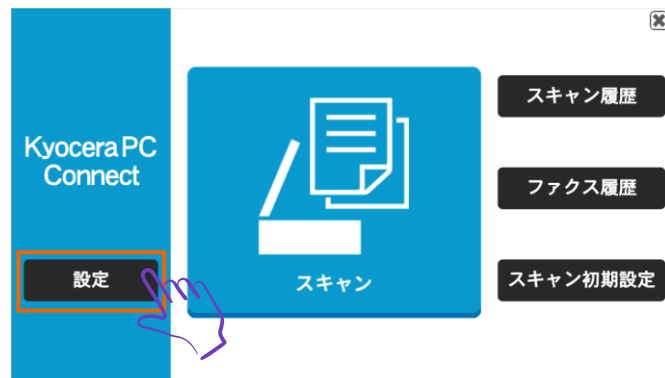 Kyocera PC
Connect
設定
スキャン
スキャン履歴
ファクス履歴
スキャン初期設定